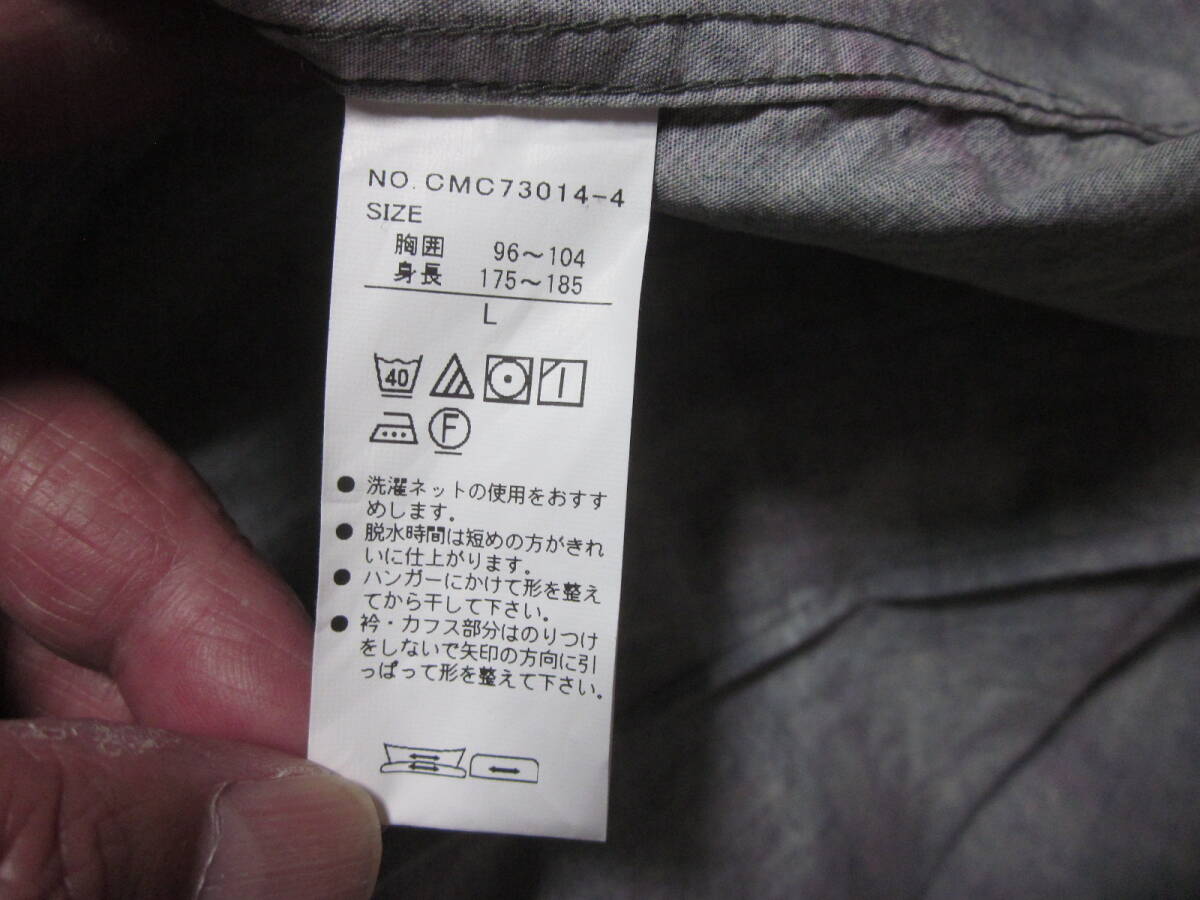 NO. CMC73014-4
SIZE
胸囲 96～104
身長 175～185
L
40
F
● 洗濯ネットの使用をおすす
めします。
● 脱水時間は短めの方がきれ
いに仕上がります。
● ハンガーにかけて形を整え
てから干して下さい。
● 衿・カフス部分はのりつけ
をしないで矢印の方向に引
っぱって形を整えて下さい。